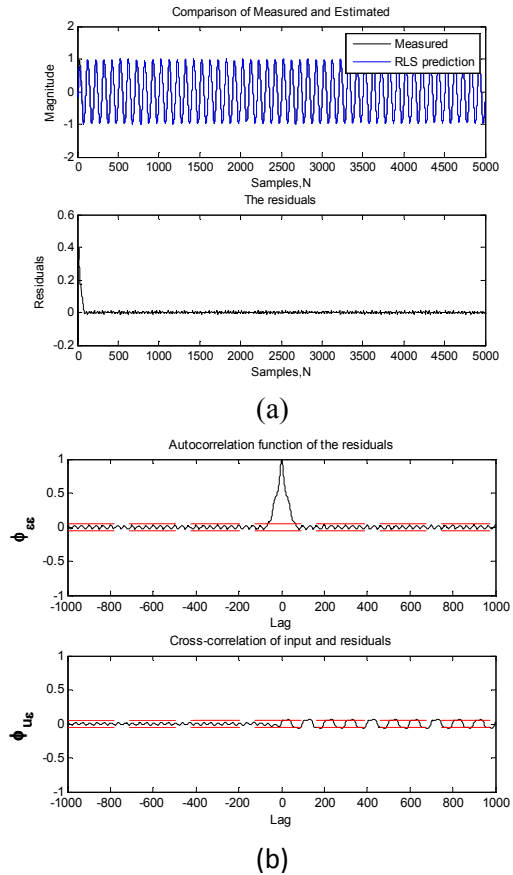 Comparison of Measured and Estimated
Magnitude
2
1
0
-1
-2
Measured
RLS prediction
0 500 1000 1500 2000 2500 3000 3500 4000 4500 5000
Samples,N
The residuals
Residuals
0.6
0.4
0.2
0
-0.2
0 500 1000 1500 2000 2500 3000 3500 4000 4500 5000
Samples,N
(a)
Autocorrelation function of the residuals
ϕεε
1
0.5
0
-0.5
-1
-1000 -800 -600 -400 -200 0 200 400 600 800 1000
Lag
Cross-correlation of input and residuals
ϕuε
1
0.5
0
-0.5
-1
-1000 -800 -600 -400 -200 0 200 400 600 800 1000
Lag
(b)